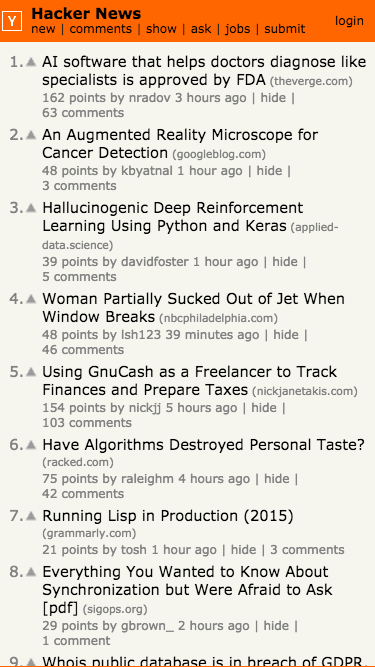 Y
Hacker News
new | comments | show | ask | jobs | submit
login
1. AI software that helps doctors diagnose like
specialists is approved by FDA (theverge.com)
162 points by nradov 3 hours ago | hide |
63 comments
2. An Augmented Reality Microscope for
Cancer Detection (googleblog.com)
48 points by kbyatnal 1 hour ago | hide |
3 comments
3. Hallucinogenic Deep Reinforcement
Learning Using Python and Keras (applied-
data.science)
39 points by davidfoster 1 hour ago | hide |
5 comments
4. Woman Partially Sucked Out of Jet When
Window Breaks (nbcphiladelphia.com)
48 points by lsh123 39 minutes ago | hide |
46 comments
5. Using GnuCash as a Freelancer to Track
Finances and Prepare Taxes (nickjanetakis.com)
154 points by nickjj 5 hours ago | hide |
103 comments
6. Have Algorithms Destroyed Personal Taste?
(racked.com)
75 points by raleighm 4 hours ago | hide |
42 comments
7. Running Lisp in Production (2015)
(grammarly.com)
21 points by tosh 1 hour ago | hide | 3 comments
8. Everything You Wanted to Know About
Synchronization but Were Afraid to Ask
[pdf] (sigops.org)
29 points by gbrown_ 2 hours ago | hide |
1 comment
9. Whois public database is in breach of GDPR